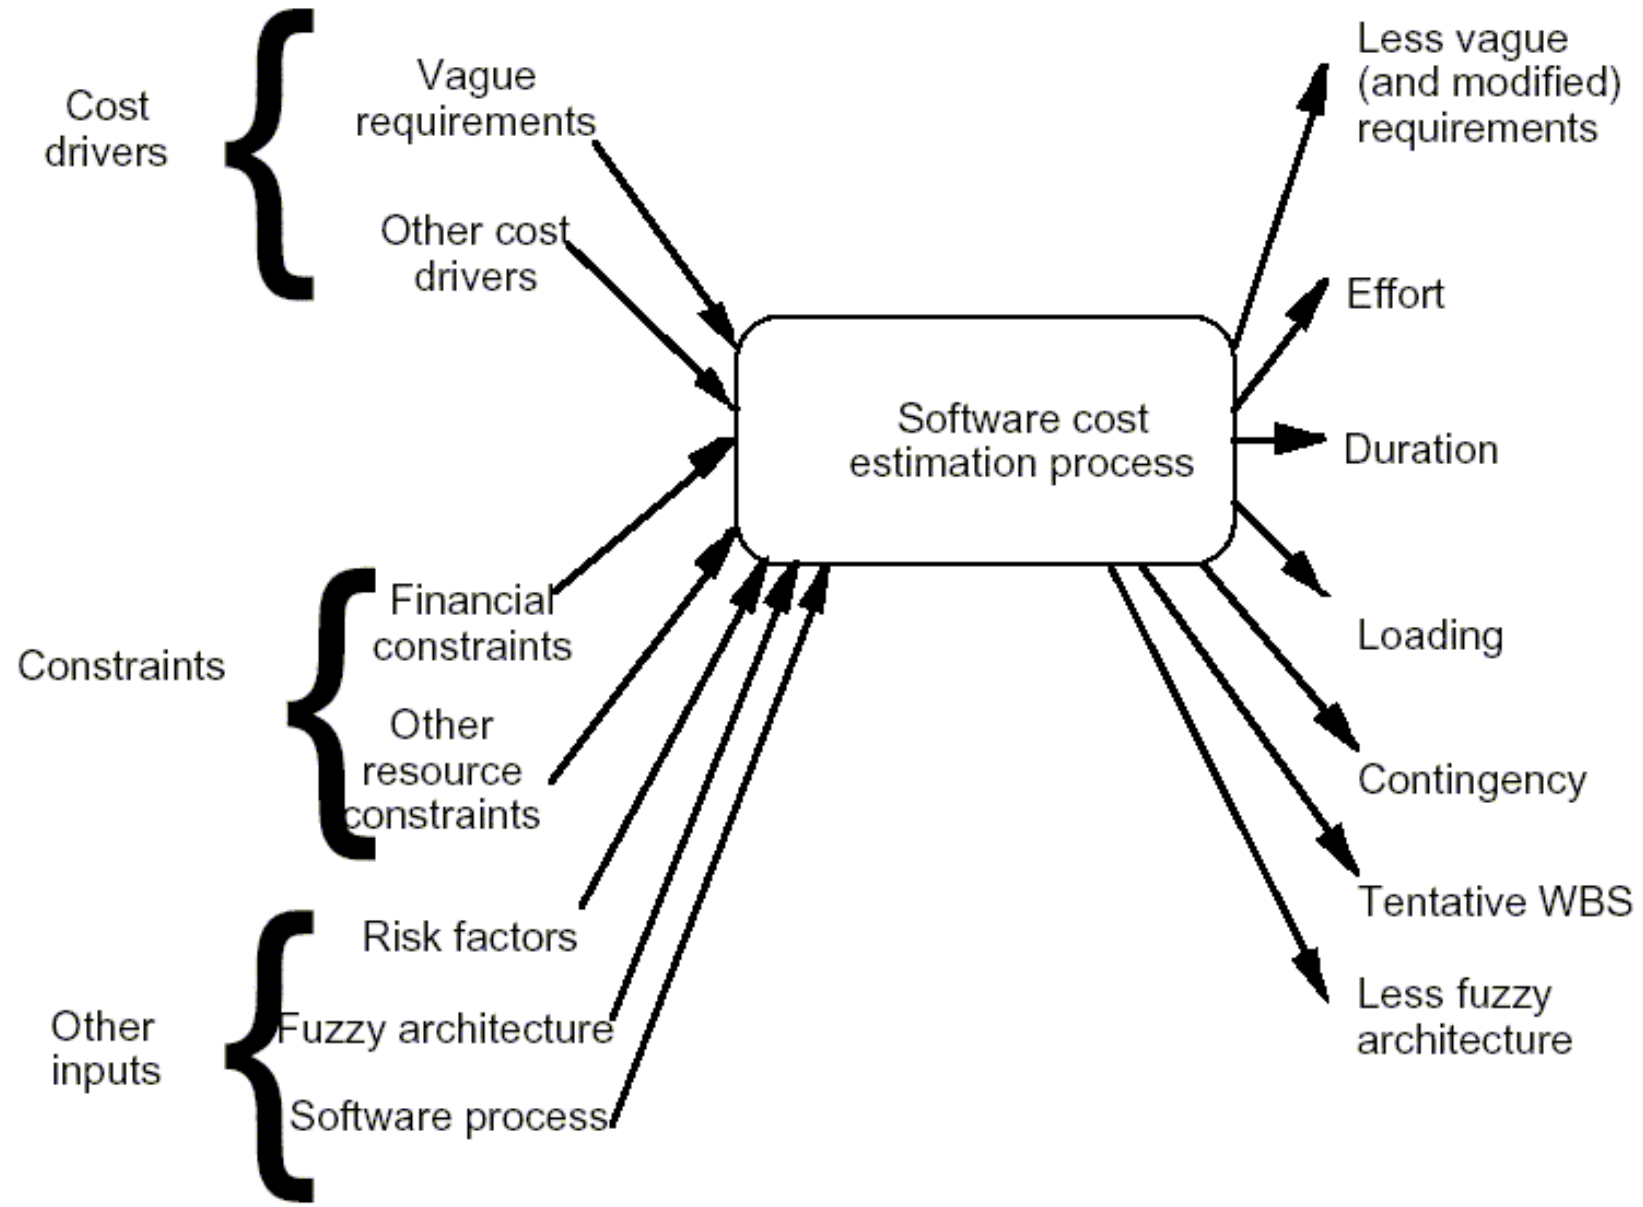 Cost
drivers
Vague
requirements
Other cost
drivers
Constraints
Financial
constraints
Other
resource
constraints
Other
inputs
Risk factors
Fuzzy architecture
Software process
Software cost
estimation process
Less vague
(and modified)
requirements
Effort
Duration
Loading
Contingency
Tentative WBS
Less fuzzy
architecture